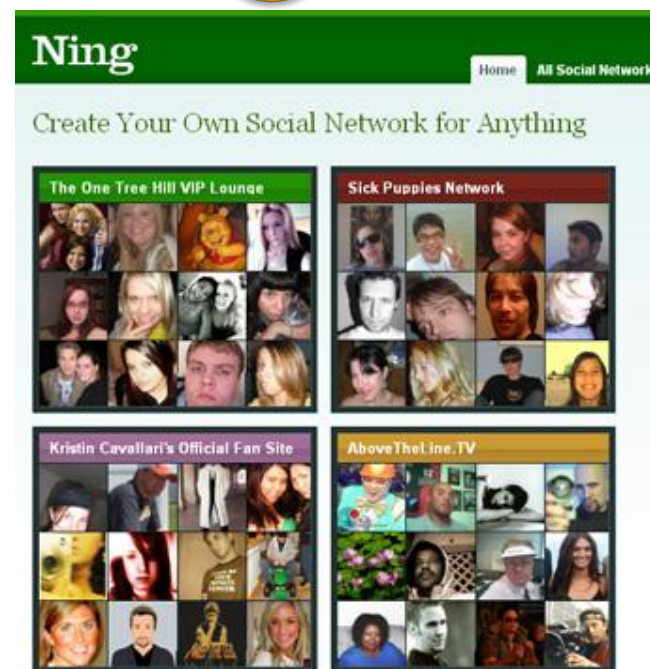 Ning
Home All Social Network
Create Your Own Social Network for Anything
The One Tree Hill VIP Lounge
Sick Puppies Network
Kristin Cavallari's Official Fan Site
AboveTheLine.TV